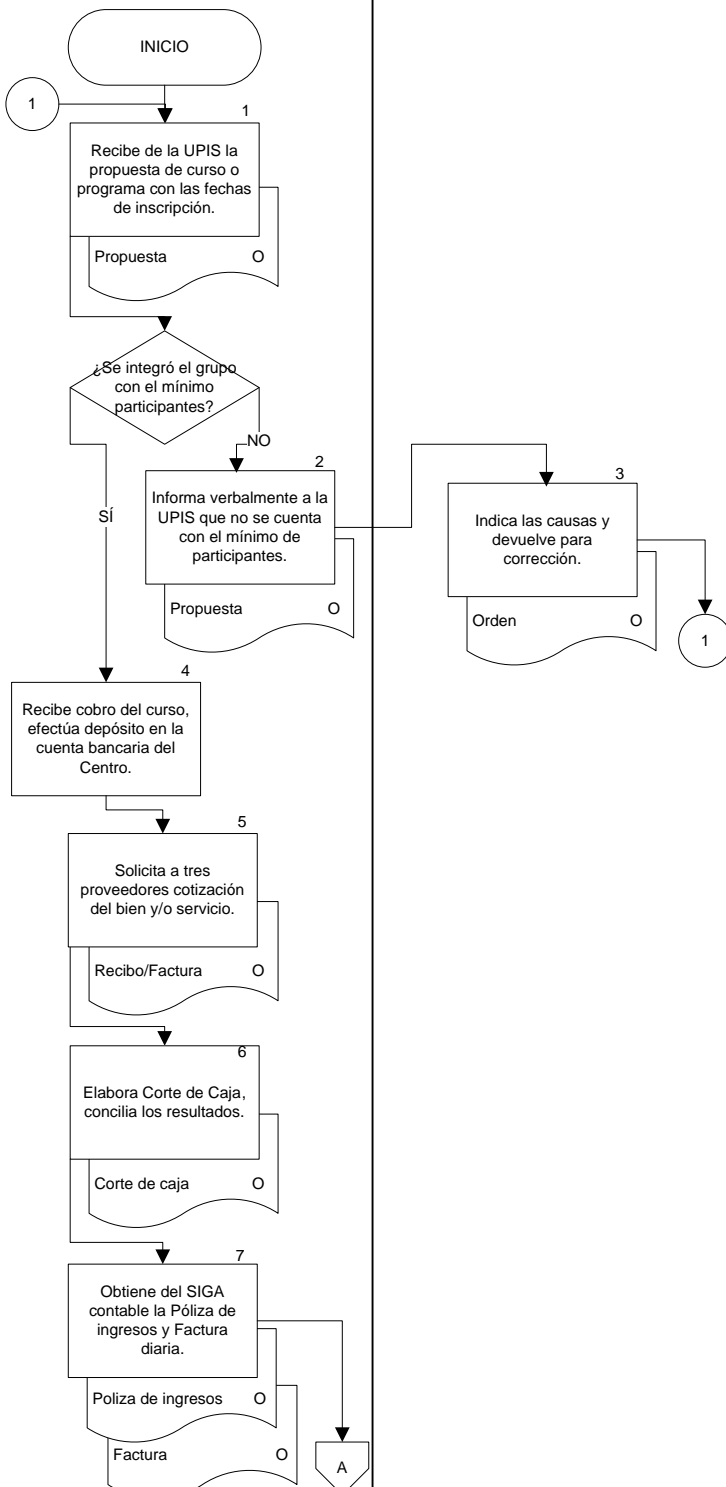 INICIO
1
1
Recibe de la UPIS la
propuesta de curso o
programa con las fechas
de inscripción.
Propuesta O
¿Se integró el grupo
con el mínimo
participantes?
NO
SÍ
2
Informa verbalmente a la
UPIS que no se cuenta
con el mínimo de
participantes.
Propuesta O
3
Indica las causas y
devuelve para
corrección.
Orden O
1
4
Recibe cobro del curso,
efectúa depósito en la
cuenta bancaria del
Centro.
5
Solicita a tres
proveedores cotización
del bien y/o servicio.
Recibo/Factura O
6
Elabora Corte de Caja,
concilia los resultados.
Corte de caja O
7
Obtiene del SIGA
contable la Póliza de
ingresos y Factura
diaria.
Poliza de ingresos O
Factura O
A